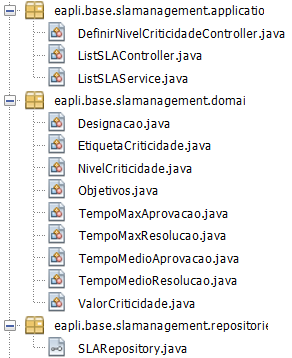 eapli.base.slamanagement.applicatio
DefinirNivelCriticidadeController.java
ListSLAController.java
ListSLAService.java
eapli.base.slamanagement.domai
Designacao.java
EtiquetaCriticidade.java
NivelCriticidade.java
Objetivos.java
TempoMaxAprovacao.java
TempoMaxResolucao.java
TempoMedioAprovacao.java
TempoMedioResolucao.java
ValorCriticidade.java
eapli.base.slamanagement.repositorie
SLARepository.java